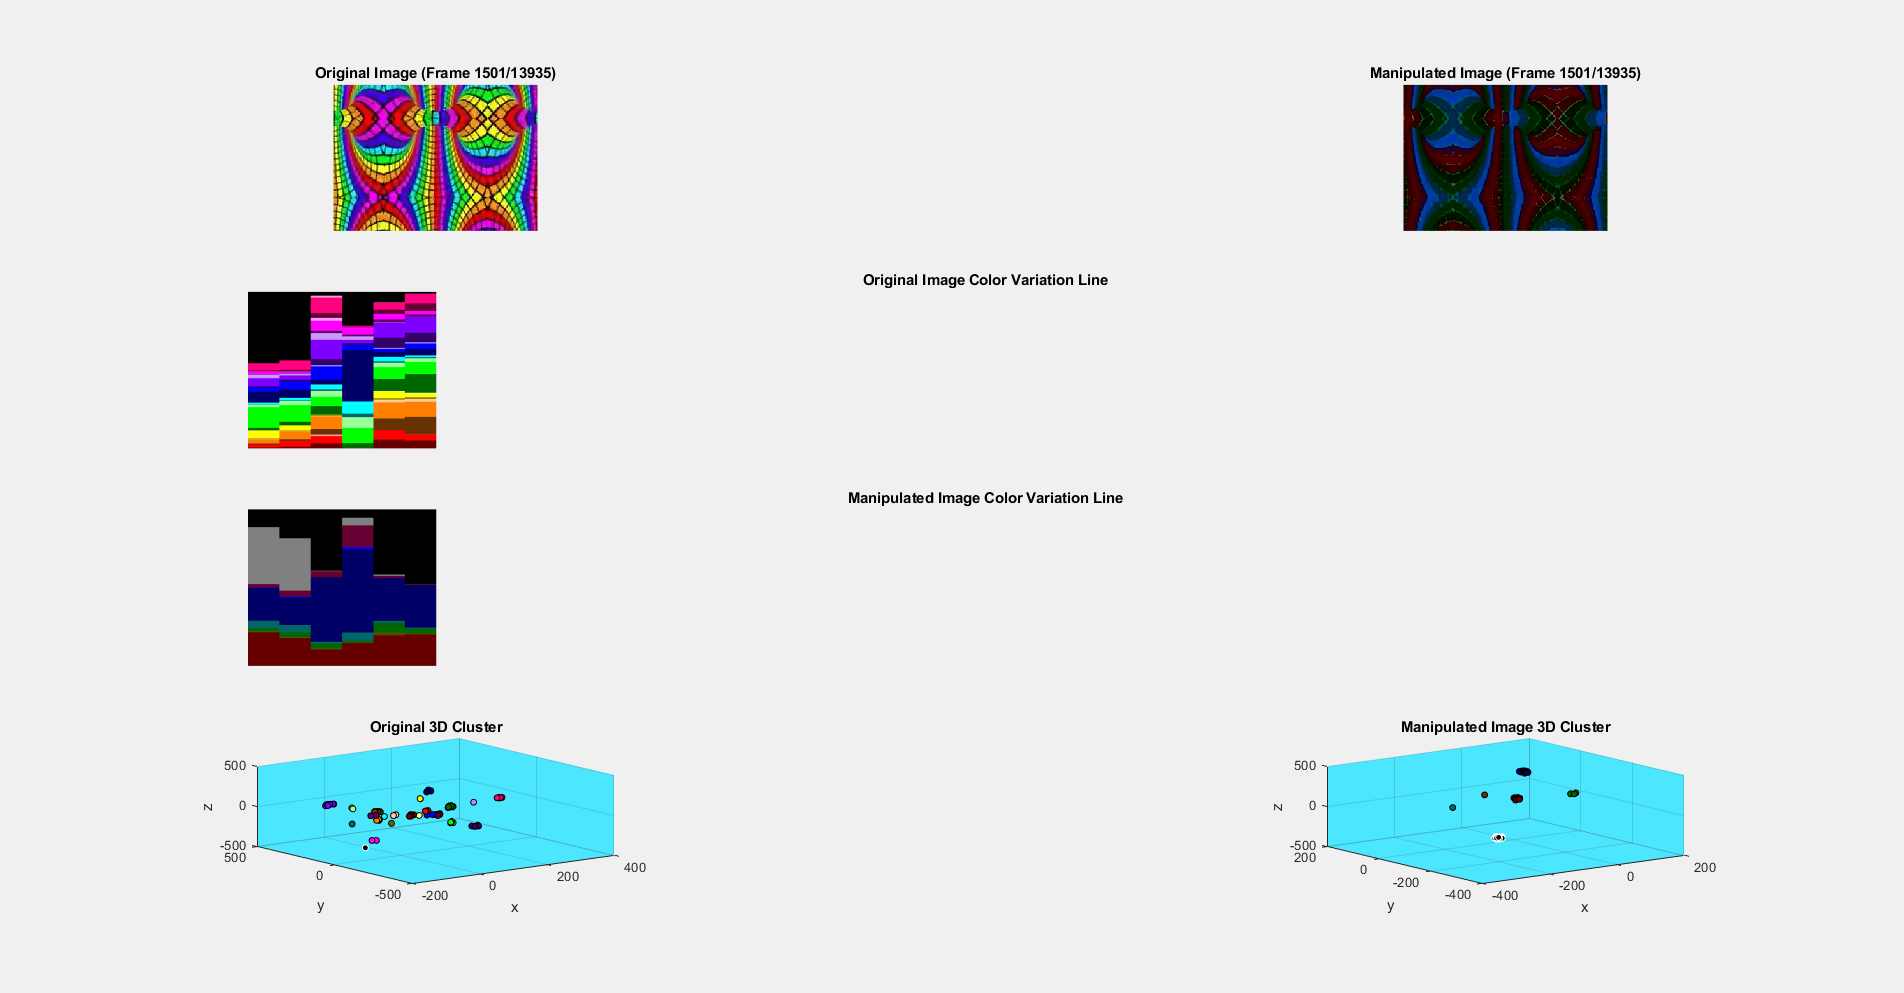 Original Image (Frame 1501/13935)
Manipulated Image (Frame 1501/13935)
Original Image Color Variation Line
Manipulated Image Color Variation Line
Original 3D Cluster
500
0
-500
z
500
0
-500
y
-200
0
200
400
x
Manipulated Image 3D Cluster
500
0
-500
z
200
0
-200
-400
y
-400
-200
0
200
x